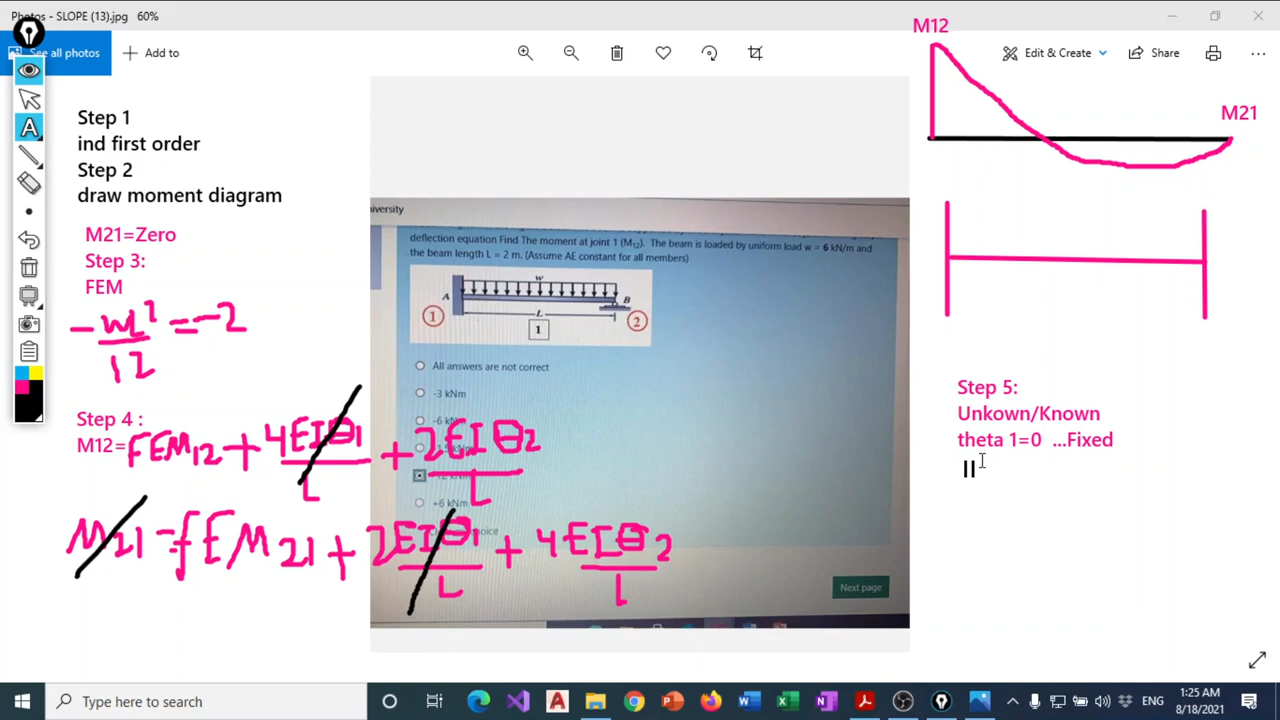 Photos - SLOPE (13).jpg 60%
See all photos
Add to
Edit & Create
Share
M12
M21
Step 1
ind first order
Step 2
draw moment diagram
M21=Zero
Step 3:
FEM
-wL²/12 = -2
Step 4 :
M12=FEM12+4EIθ1/L+2EIθ2/L
M21=fEM21+2EIθ1/L+4EIθ2/L
iversity
deflection equation Find The moment at joint 1 (M12). The beam is loaded by uniform load w = 6 kN/m and
the beam length L = 2 m. (Assume AE constant for all members)
w
A
B
1
L
2
1
All answers are not correct
-3 kNm
-6 kN
+6 kNm
Next page
Step 5:
Unkown/Known
theta 1=0 ...Fixed
Type here to search
ENG
1:25 AM
8/18/2021